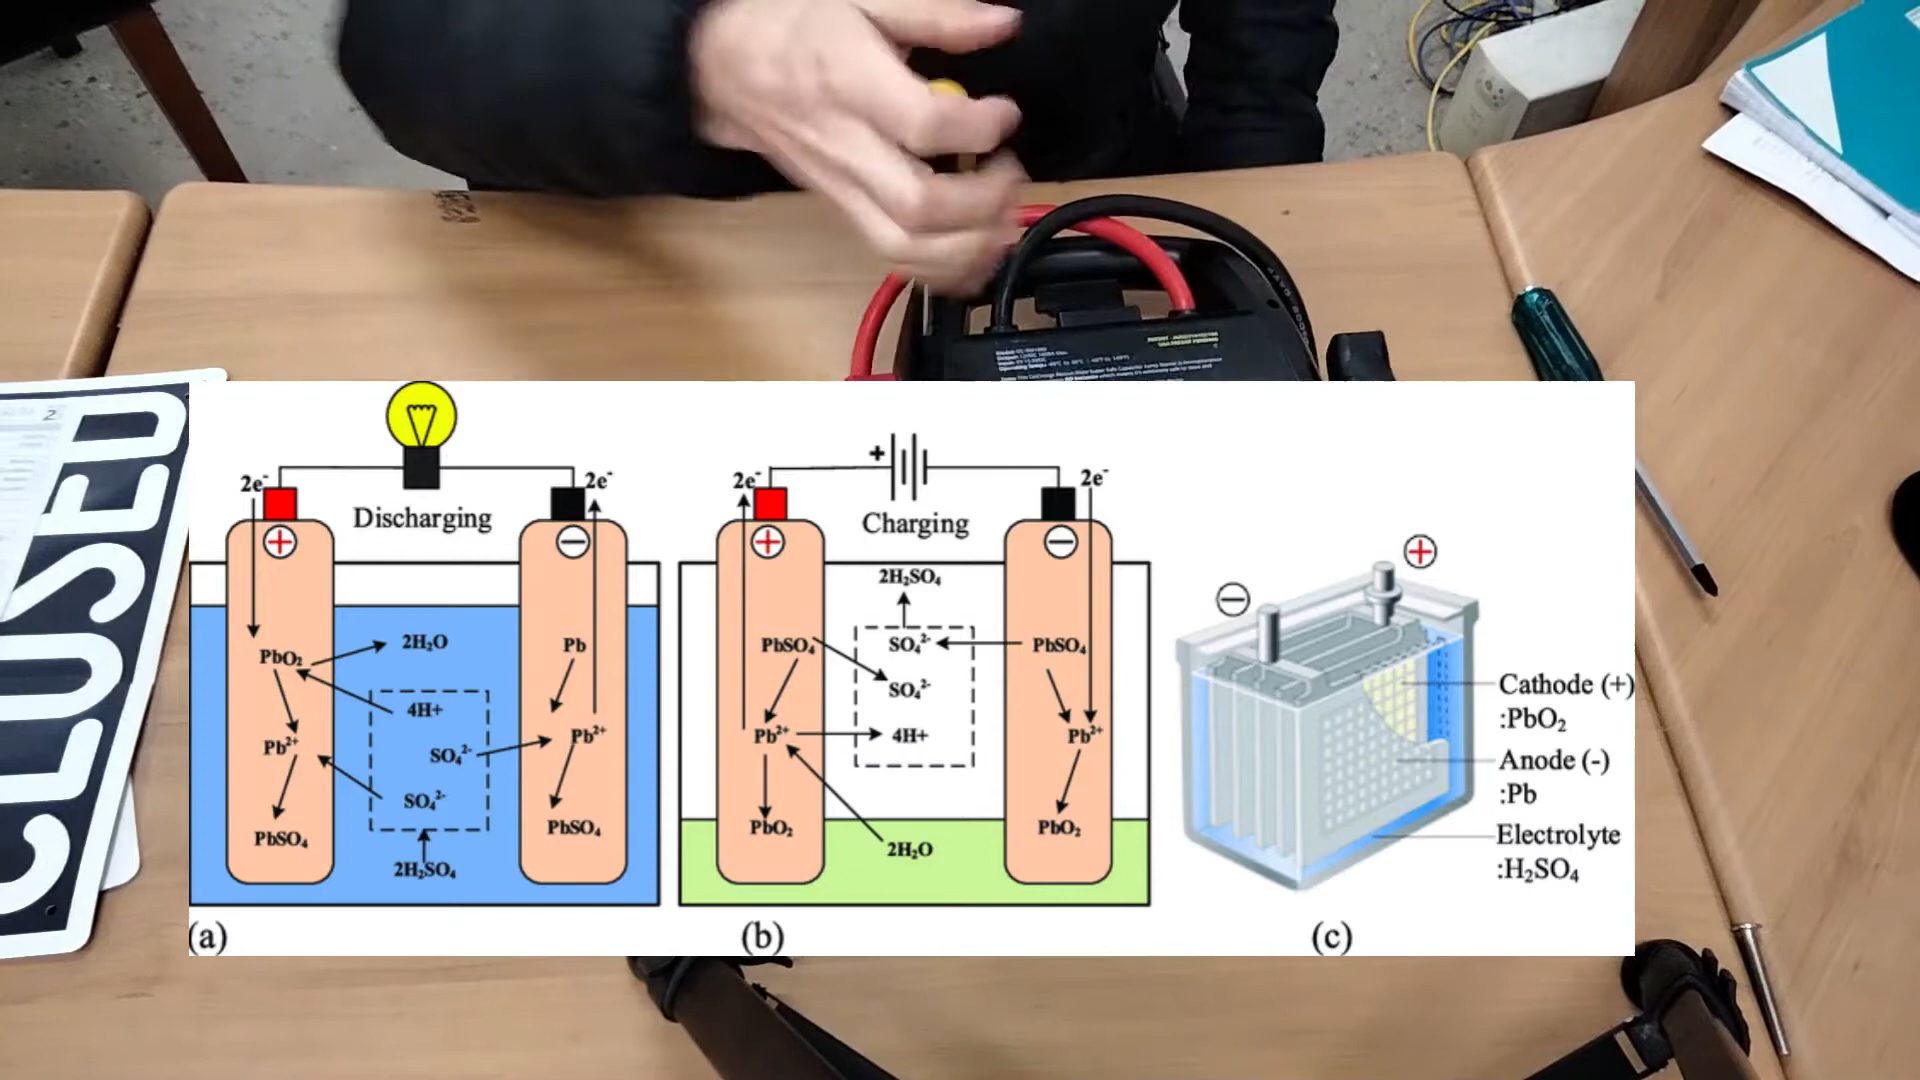 CLOSED
2e⁻
2e⁻
Discharging
+
−
PbO₂
2H₂O
Pb
4H+
Pb²⁺
SO₄²⁻
Pb²⁺
SO₄²⁻
PbSO₄
PbSO₄
2H₂SO₄
(a)
+
2e⁻
2e⁻
Charging
+
−
2H₂SO₄
PbSO₄
SO₄²⁻
PbSO₄
SO₄²⁻
Pb²⁺
4H+
Pb²⁺
PbO₂
PbO₂
2H₂O
(b)
+
−
Cathode (+)
:PbO₂
Anode (-)
:Pb
Electrolyte
:H₂SO₄
(c)